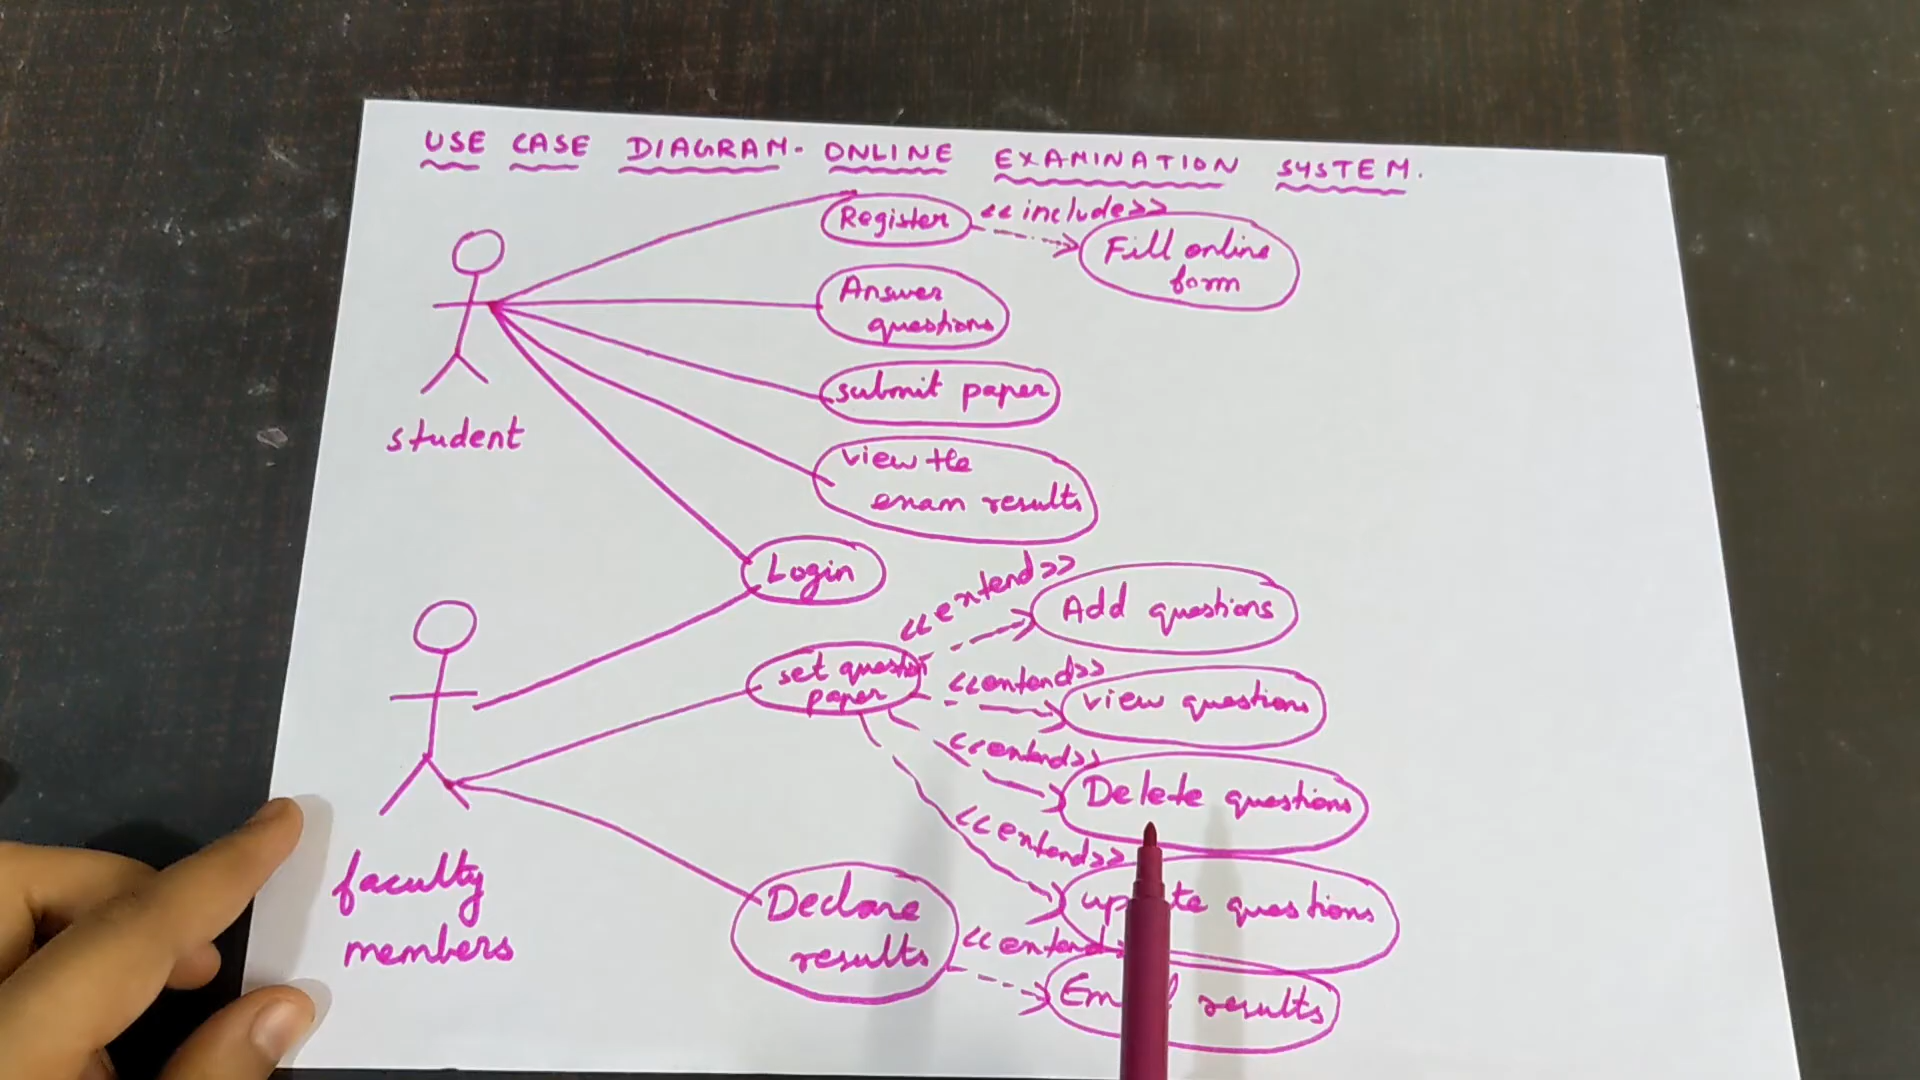 USE CASE DIAGRAM- ONLINE EXAMINATION SYSTEM.
Register
<<include>>
Fill online
form
Answer
questions
submit paper
student
view the
exam results
Login
<<extend>>
Add questions
set question
paper
<<extend>>
view questions
<<extend>>
Delete questions
<<extend>>
questions
faculty
members
Declare
results
<<extend
results